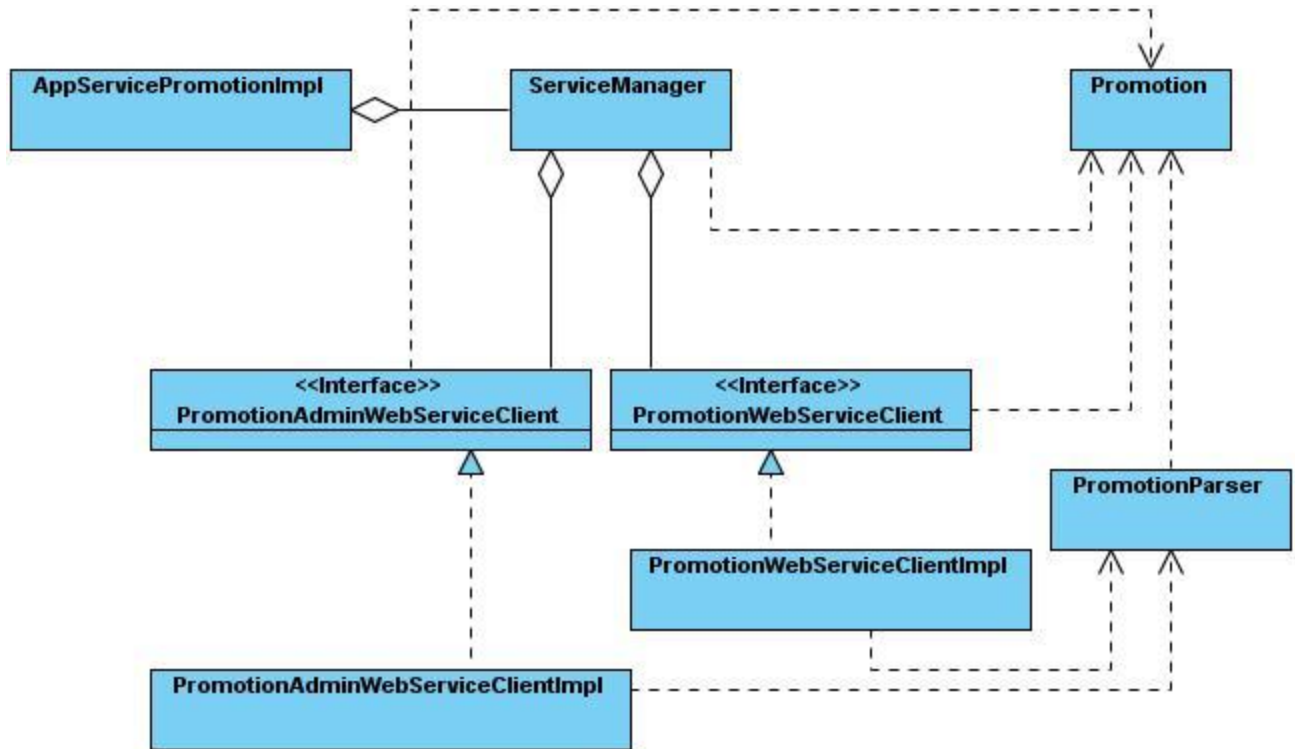 AppServicePromotionImpl
ServiceManager
Promotion
<<Interface>>
PromotionAdminWebServiceClient
<<Interface>>
PromotionWebServiceClient
PromotionParser
PromotionWebServiceClientImpl
PromotionAdminWebServiceClientImpl